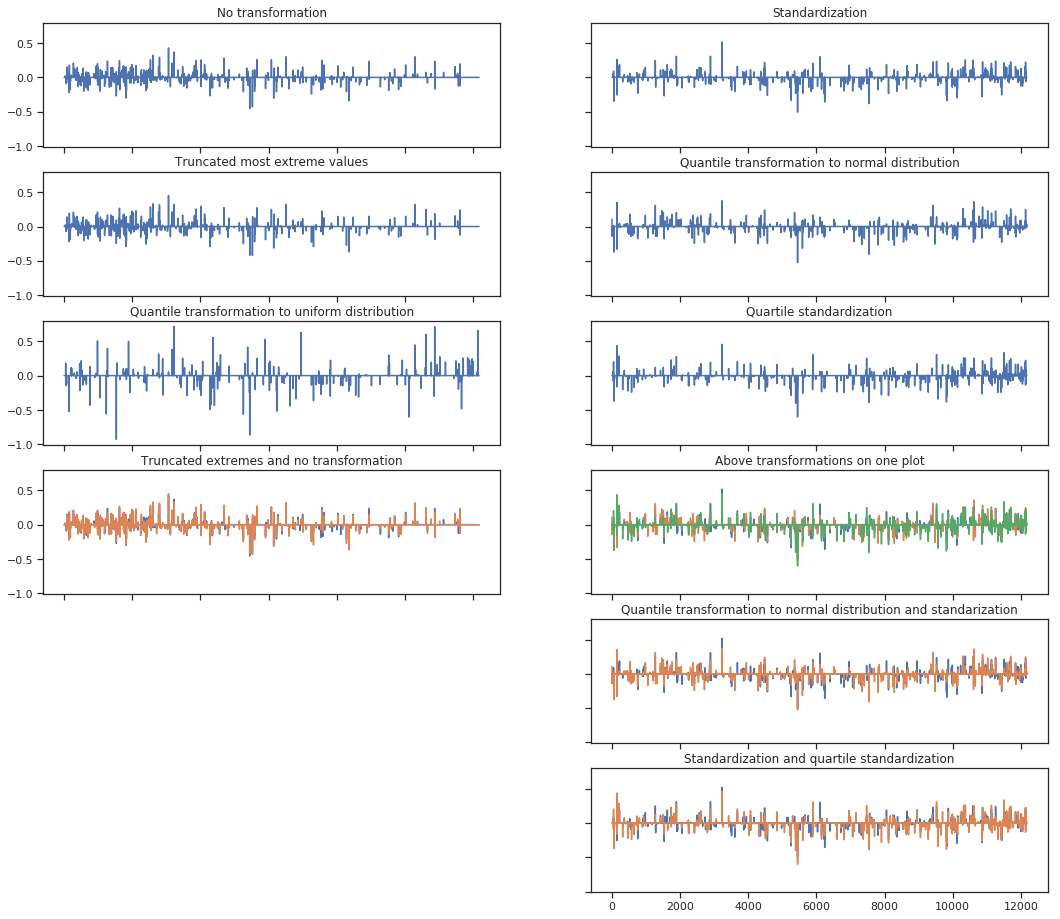 No transformation
Standardization
0.5
0.0
−0.5
−1.0
Truncated most extreme values
Quantile transformation to normal distribution
0.5
0.0
−0.5
−1.0
Quantile transformation to uniform distribution
Quartile standardization
0.5
0.0
−0.5
−1.0
Truncated extremes and no transformation
Above transformations on one plot
0.5
0.0
−0.5
−1.0
Quantile transformation to normal distribution and standarization
Standardization and quartile standardization
0 2000 4000 6000 8000 10000 12000